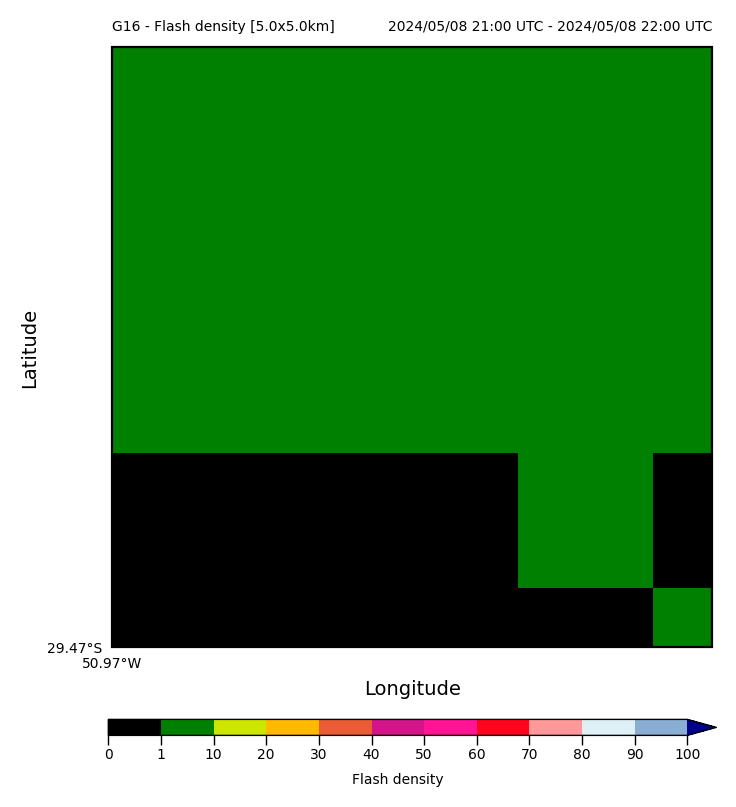 G16 - Flash density [5.0x5.0km] 2024/05/08 21:00 UTC - 2024/05/08 22:00 UTC
Latitude
29.47°S
50.97°W
Longitude
0 1 10 20 30 40 50 60 70 80 90 100
Flash density